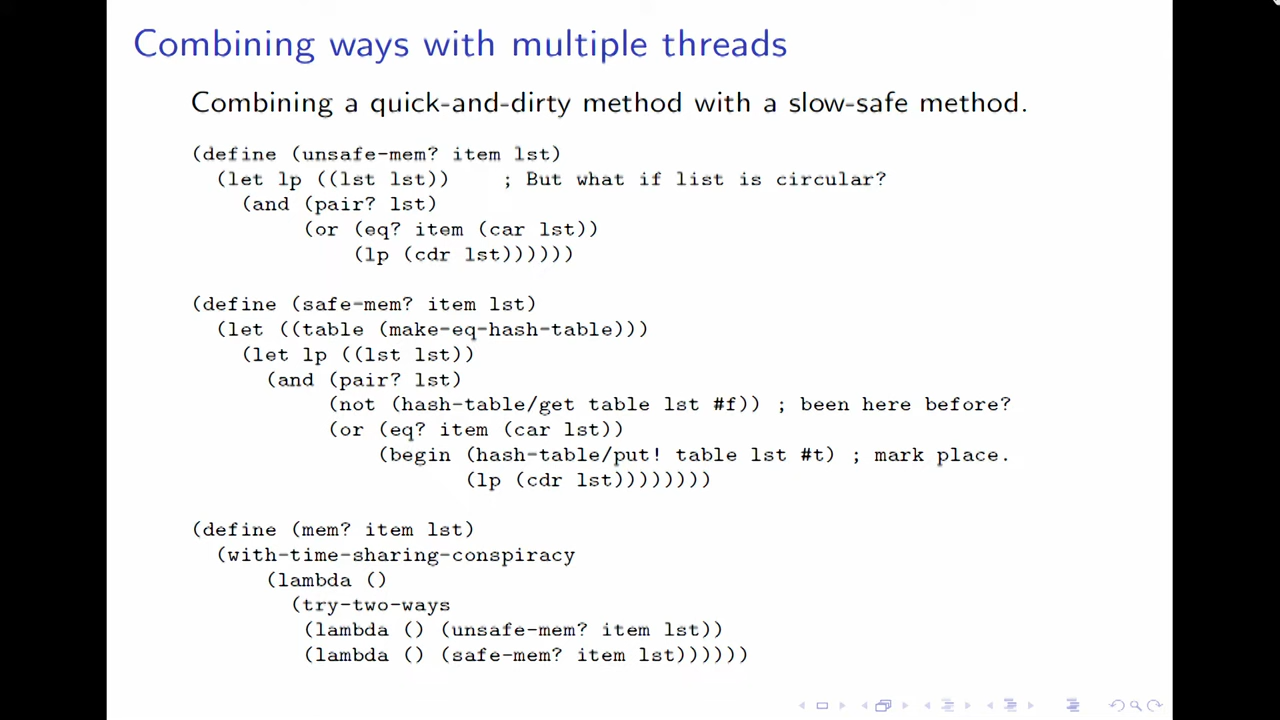 Combining ways with multiple threads
Combining a quick-and-dirty method with a slow-safe method.
(define (unsafe-mem? item lst)
(let lp ((lst lst)) ; But what if list is circular?
(and (pair? lst)
(or (eq? item (car lst))
(lp (cdr lst))))))
(define (safe-mem? item lst)
(let ((table (make-eq-hash-table)))
(let lp ((lst lst))
(and (pair? lst)
(not (hash-table/get table lst #f)) ; been here before?
(or (eq? item (car lst))
(begin (hash-table/put! table lst #t) ; mark place.
(lp (cdr lst))))))))
(define (mem? item lst)
(with-time-sharing-conspiracy
(lambda ()
(try-two-ways
(lambda () (unsafe-mem? item lst))
(lambda () (safe-mem? item lst))))))